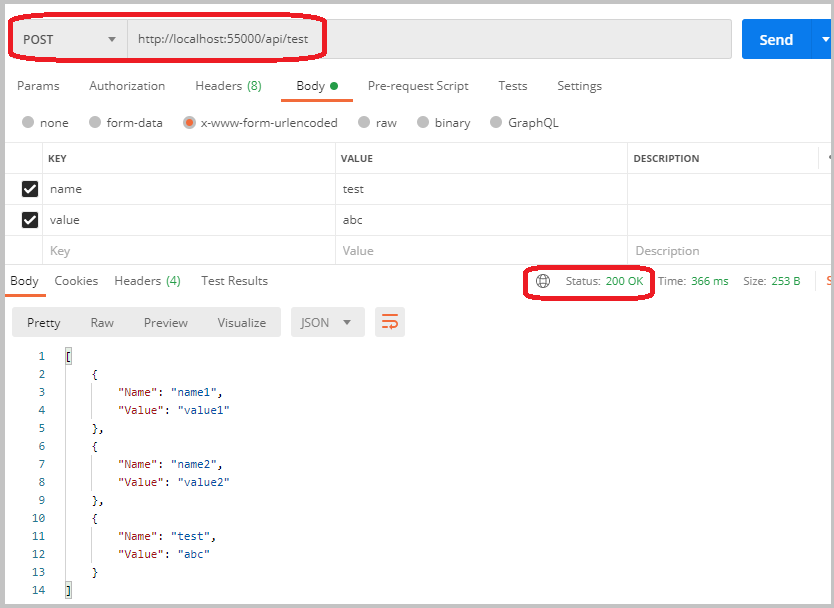 POST http://localhost:55000/api/test Send
Params Authorization Headers (8) Body Pre-request Script Tests Settings
none form-data x-www-form-urlencoded raw binary GraphQL
KEY VALUE DESCRIPTION
name test
value abc
Key Value Description
Body Cookies Headers (4) Test Results Status: 200 OK Time: 366 ms Size: 253 B
Pretty Raw Preview Visualize JSON
1 [
2 {
3 "Name": "name1",
4 "Value": "value1"
5 },
6 {
7 "Name": "name2",
8 "Value": "value2"
9 },
10 {
11 "Name": "test",
12 "Value": "abc"
13 }
14 ]